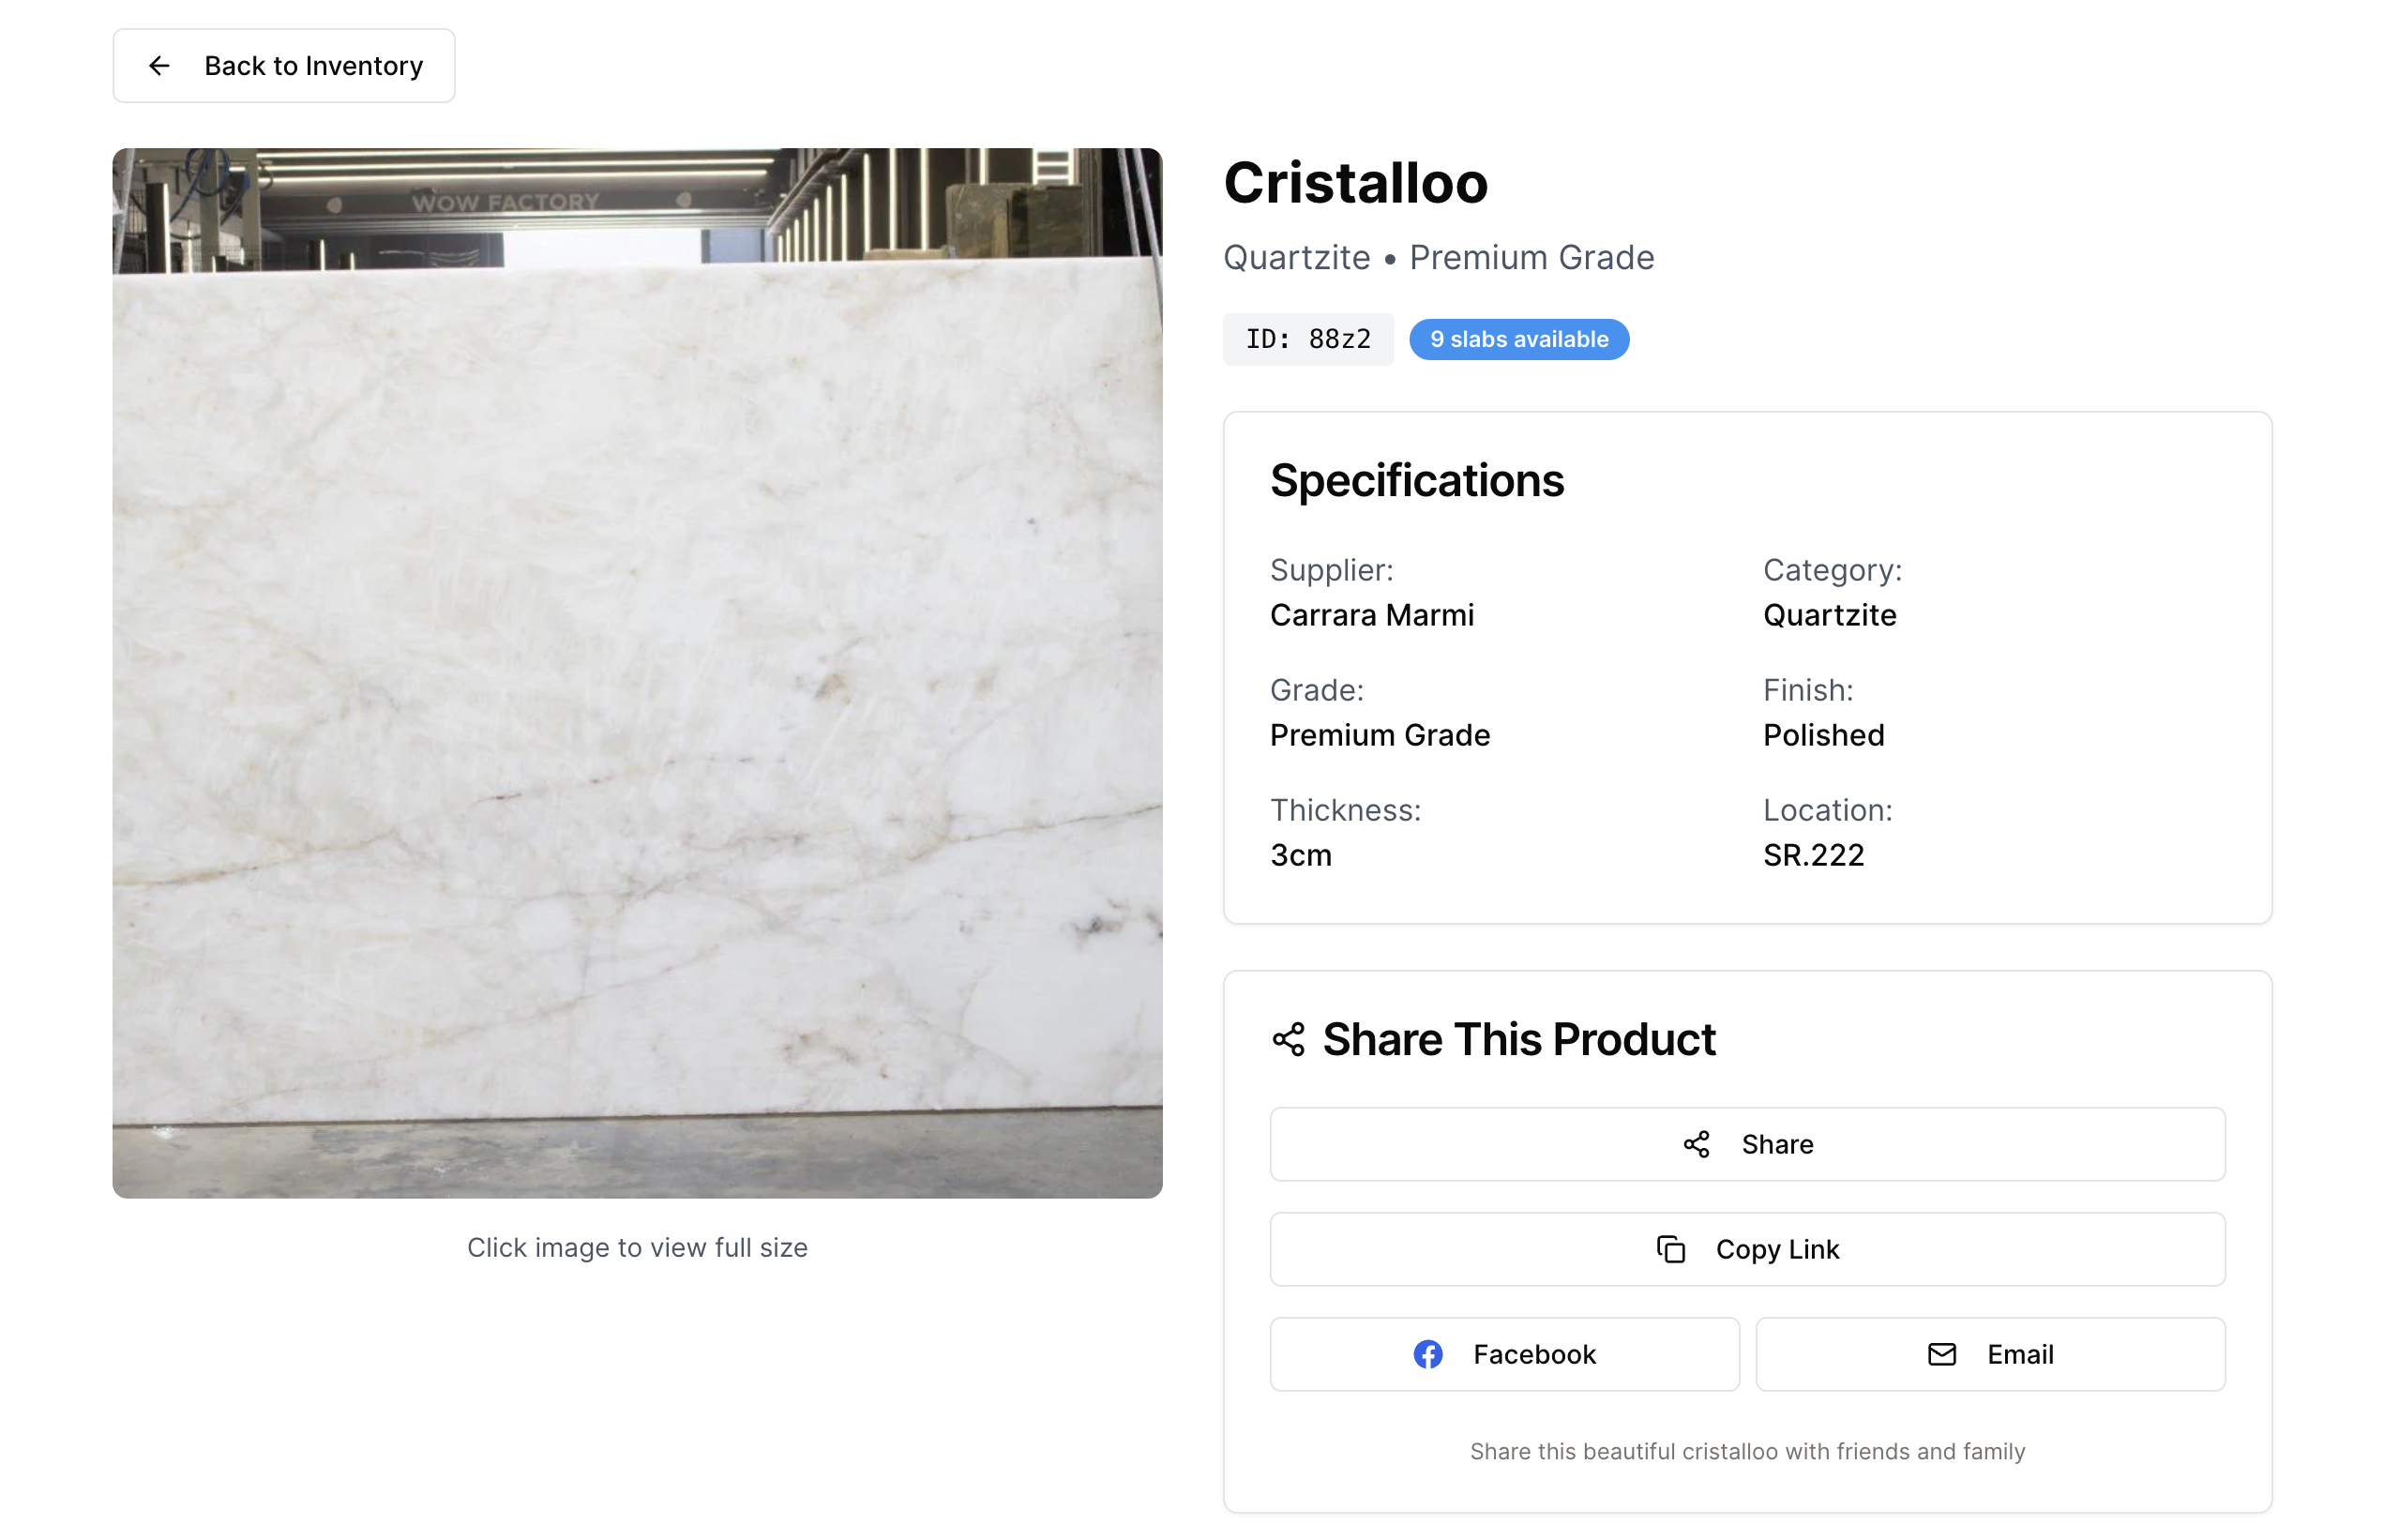 Back to Inventory
WOW FACTORY
Click image to view full size
Cristalloo
Quartzite • Premium Grade
ID: 88z2
9 slabs available
Specifications
Supplier:
Carrara Marmi
Category:
Quartzite
Grade:
Premium Grade
Finish:
Polished
Thickness:
3cm
Location:
SR.222
Share This Product
Share
Copy Link
Facebook
Email
Share this beautiful cristalloo with friends and family